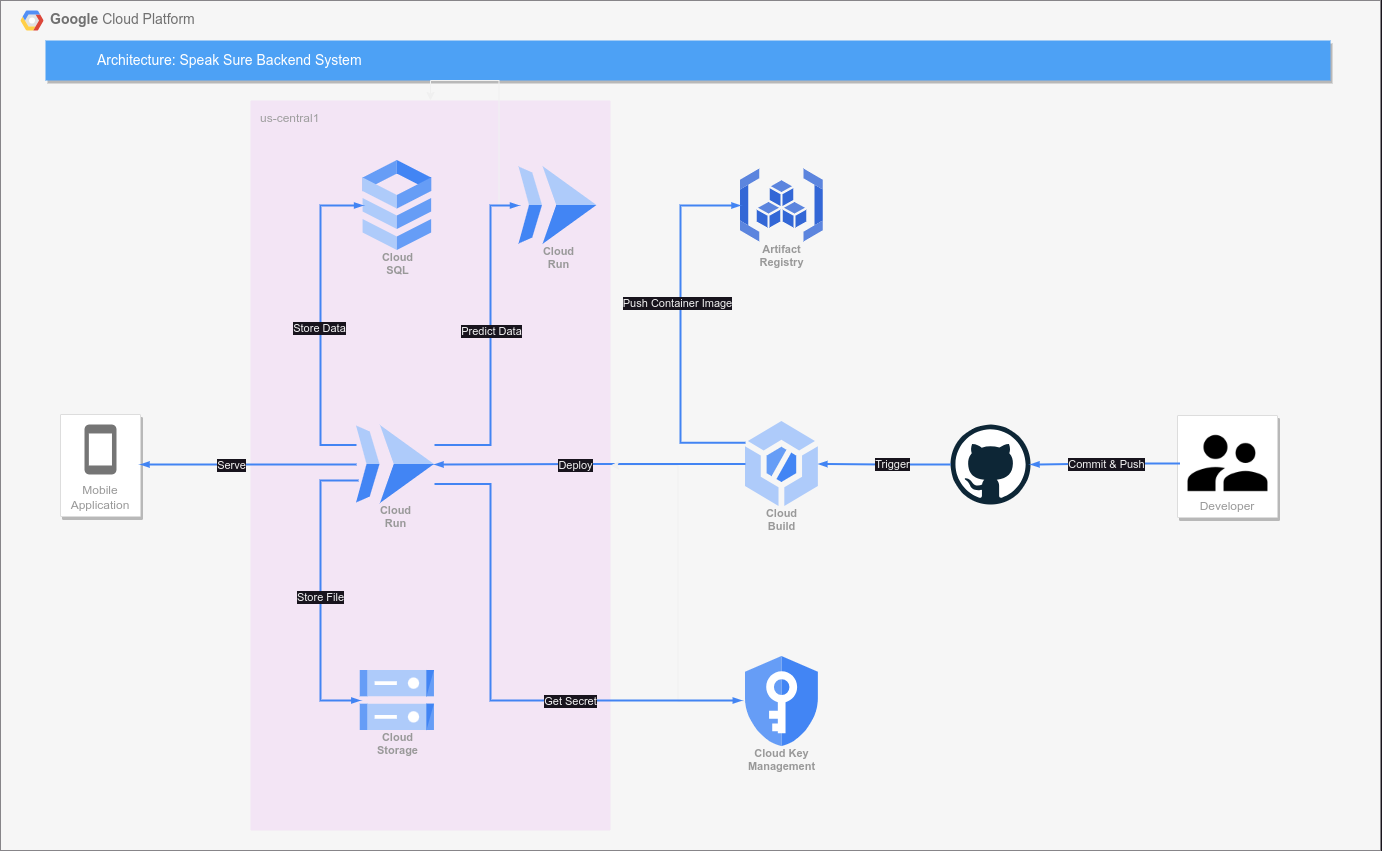 Google Cloud Platform
Architecture: Speak Sure Backend System
us-central1
Cloud
SQL
Cloud
Run
Artifact
Registry
Store Data
Predict Data
Push Container Image
Mobile
Application
Serve
Cloud
Run
Deploy
Cloud
Build
Trigger
Commit & Push
Developer
Store File
Cloud
Storage
Get Secret
Cloud Key
Management